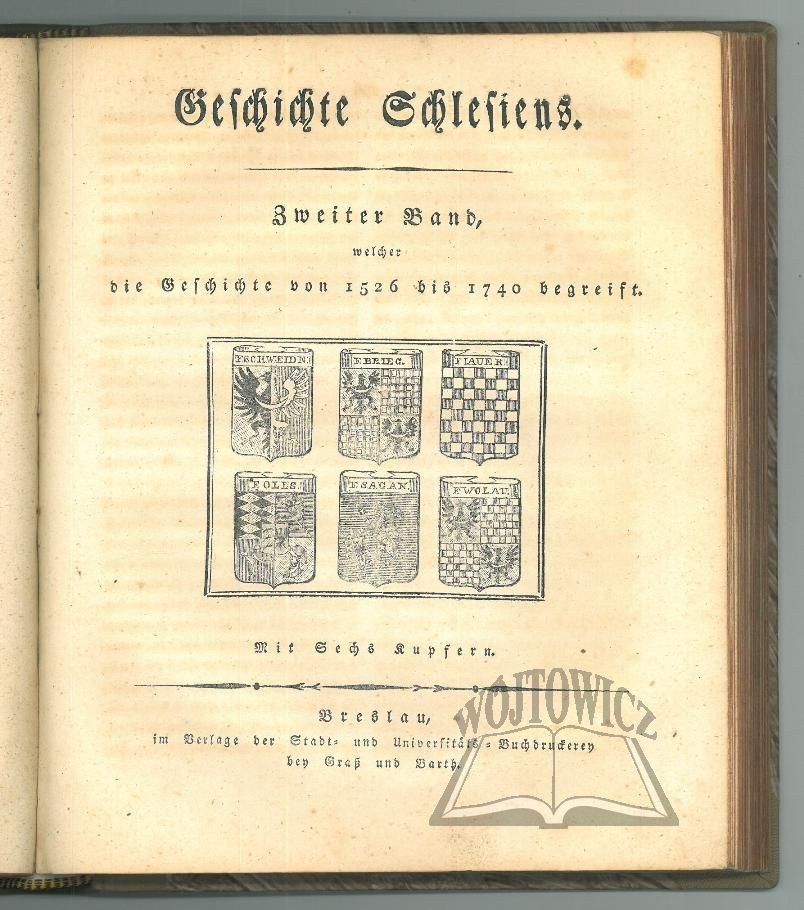 Geschichte Schlesiens.
Zweiter Band,
welcher
die Geschichte von 1526 bis 1740 begreift.
F SCHWEIDN.
F. BRIEG.
F IAUER
F OLLS.
F SAGAN.
F WOLAU.
Mit Sechs Kupfern.
Breslau,
im Verlage der Stadt- und Universitäts-Buchdruckerey
bey Graß und Barth.
WÓJTOWICZ